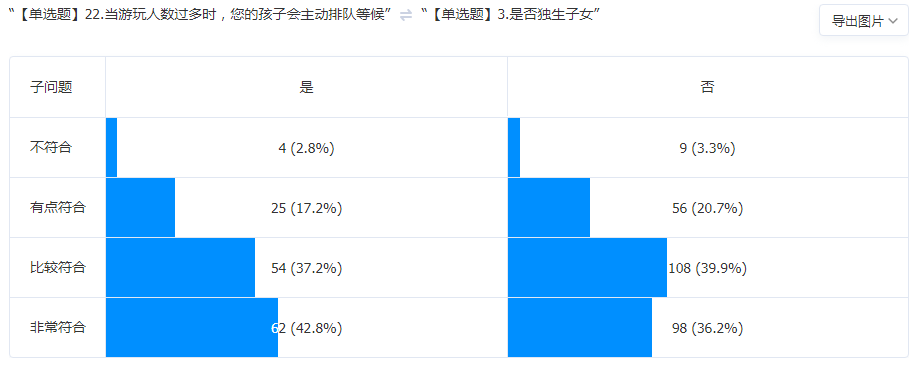 “【单选题】22.当游玩人数过多时，您的孩子会主动排队等候” ⇌ “【单选题】3.是否独生子女” 导出图片
子问题 是 否
不符合 4 (2.8%) 9 (3.3%)
有点符合 25 (17.2%) 56 (20.7%)
比较符合 54 (37.2%) 108 (39.9%)
非常符合 62 (42.8%) 98 (36.2%)